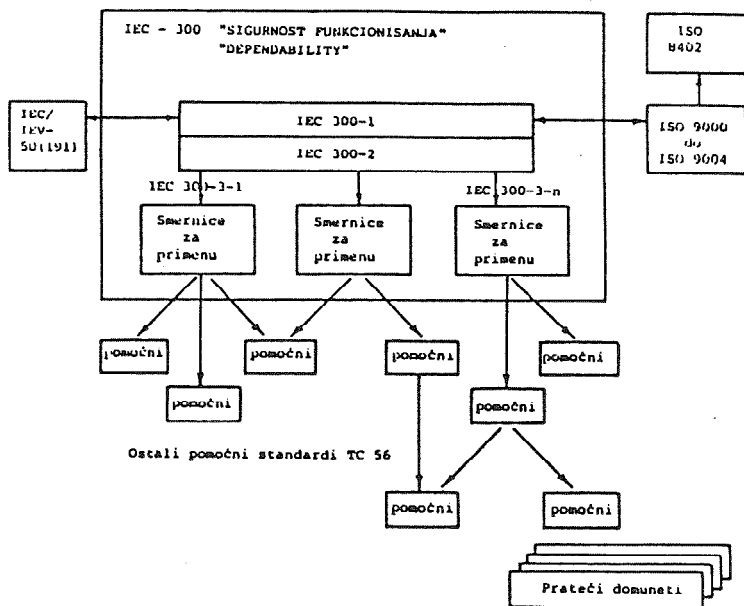 IEC - 300 "SIGURNOST FUNKCIONISANJA"
"DEPENDABILITY"
ISO
8402
IEC/
IEV-
50(191)
IEC 300-1
IEC 300-2
ISO 9000
do
ISO 9004
IEC 300-3-1
IEC 300-3-n
Smernice
za
primenu
Smernice
za
primenu
Smernice
za
primenu
pomoćni
pomoćni
pomoćni
pomoćni
pomoćni
pomoćni
Ostali pomoćni standardi TC 56
pomoćni
pomoćni
Prateći domuneti